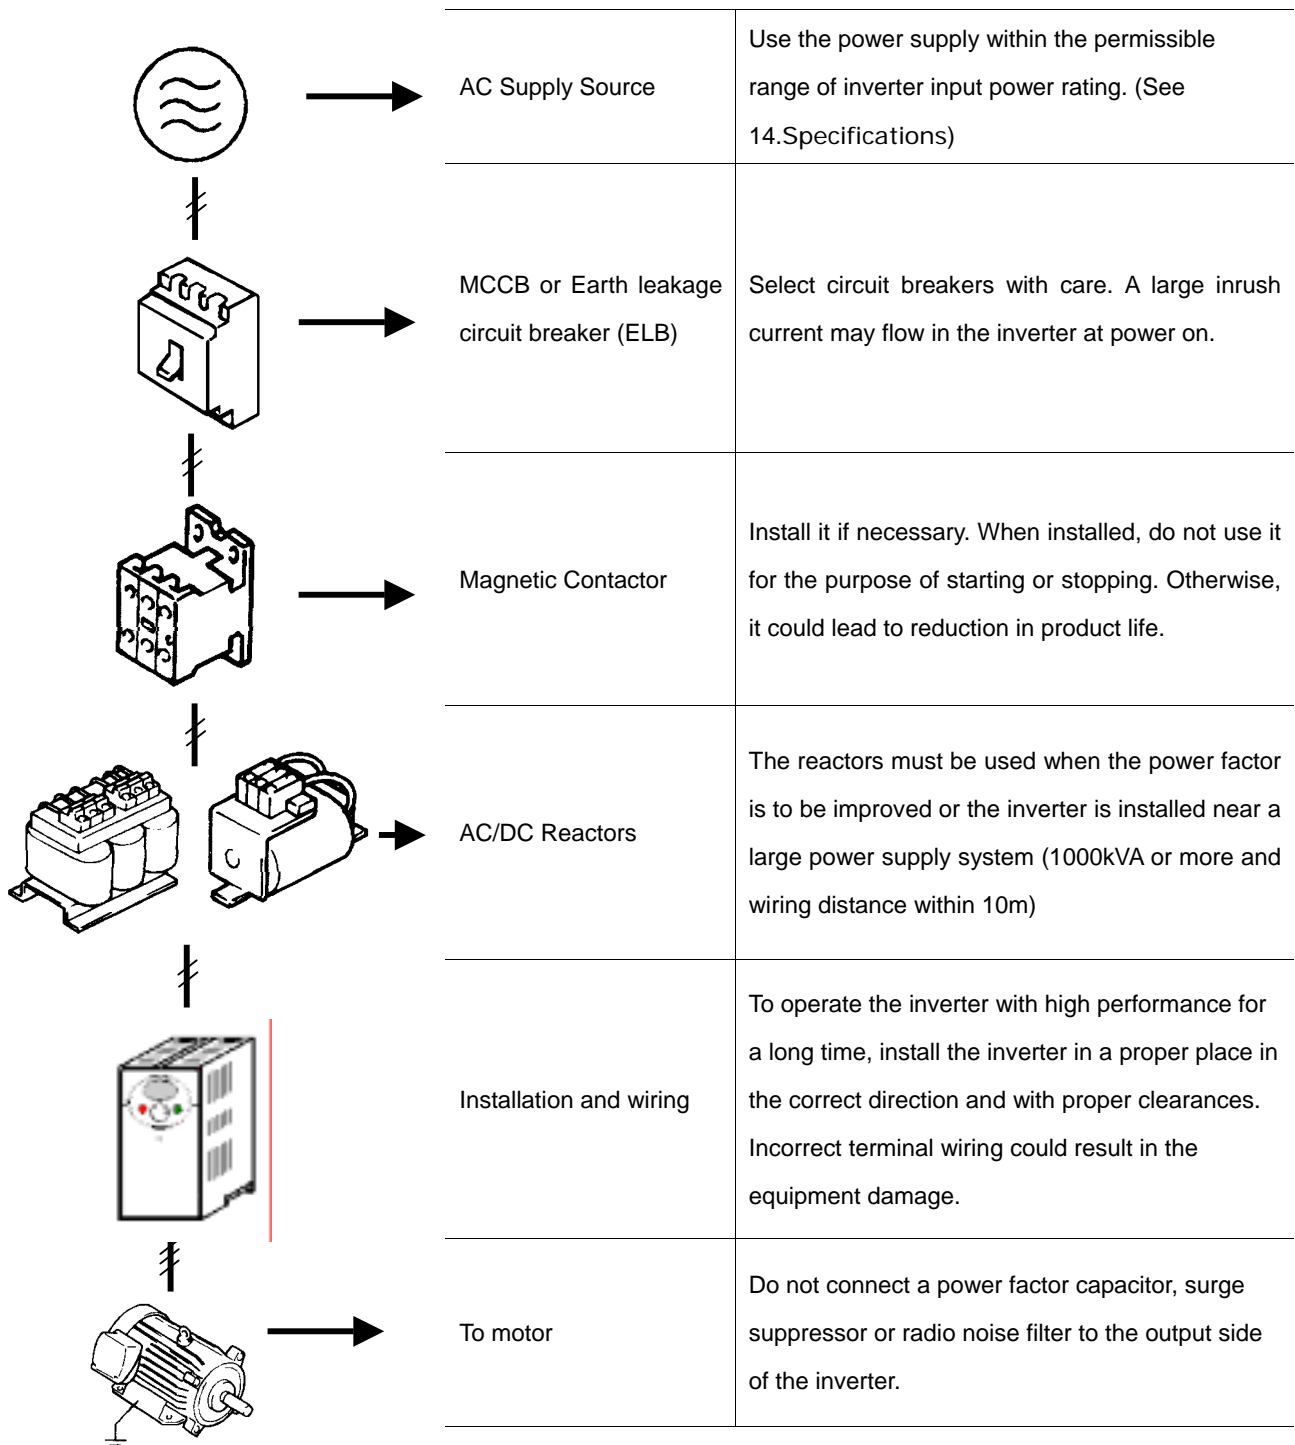 AC Supply Source
Use the power supply within the permissible
range of inverter input power rating. (See
14.Specifications)
MCCB or Earth leakage
circuit breaker (ELB)
Select circuit breakers with care. A large inrush
current may flow in the inverter at power on.
Magnetic Contactor
Install it if necessary. When installed, do not use it
for the purpose of starting or stopping. Otherwise,
it could lead to reduction in product life.
AC/DC Reactors
The reactors must be used when the power factor
is to be improved or the inverter is installed near a
large power supply system (1000kVA or more and
wiring distance within 10m)
Installation and wiring
To operate the inverter with high performance for
a long time, install the inverter in a proper place in
the correct direction and with proper clearances.
Incorrect terminal wiring could result in the
equipment damage.
To motor
Do not connect a power factor capacitor, surge
suppressor or radio noise filter to the output side
of the inverter.